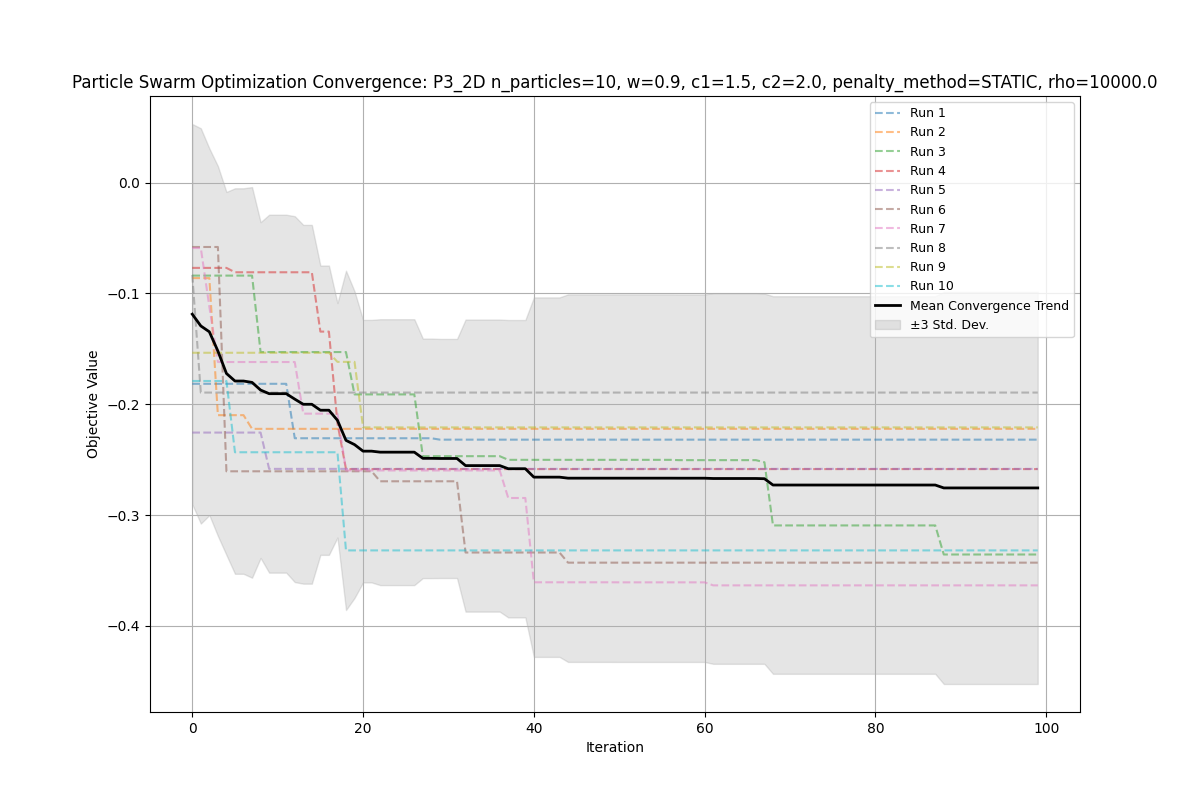 Particle Swarm Optimization Convergence: P3_2D n_particles=10, w=0.9, c1=1.5, c2=2.0, penalty_method=STATIC, rho=10000.0
Run 1
Run 2
Run 3
Run 4
Run 5
Run 6
Run 7
Run 8
Run 9
Run 10
Mean Convergence Trend
±3 Std. Dev.
Objective Value
0.0
−0.1
−0.2
−0.3
−0.4
0 20 40 60 80 100
Iteration